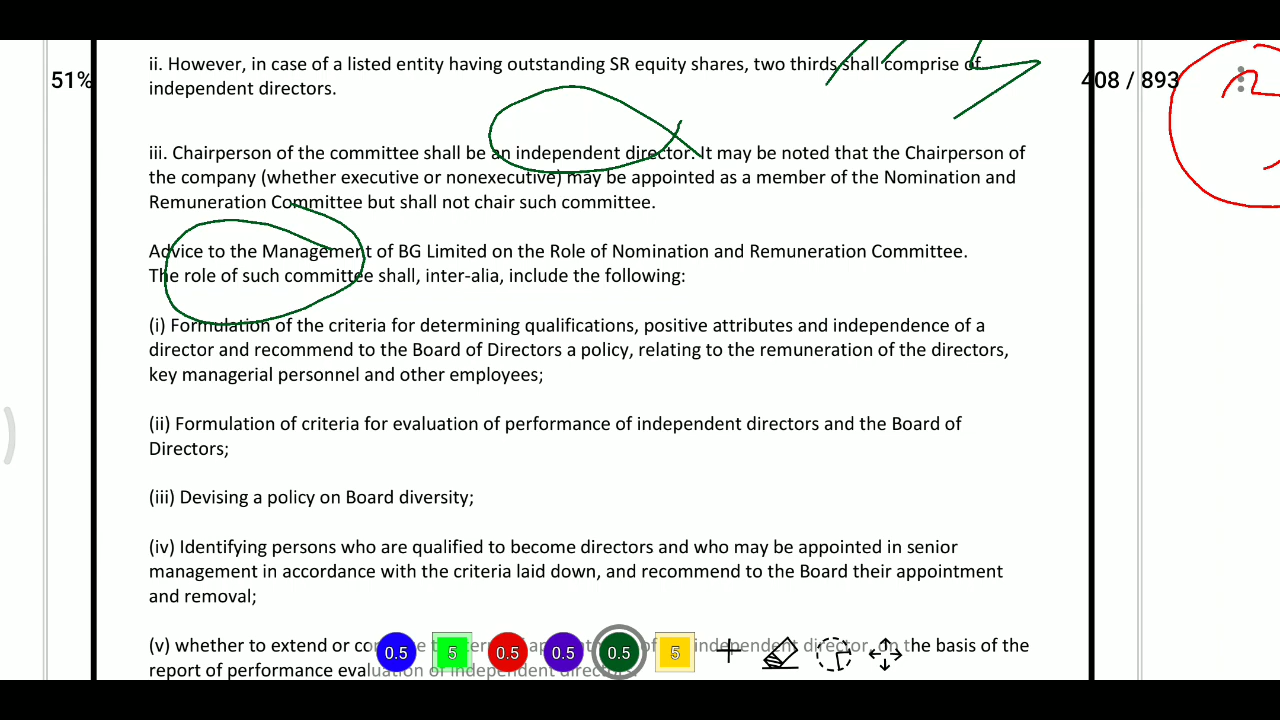 51%
408 / 893
ii. However, in case of a listed entity having outstanding SR equity shares, two thirds shall comprise of
independent directors.
iii. Chairperson of the committee shall be an independent director. It may be noted that the Chairperson of
the company (whether executive or nonexecutive) may be appointed as a member of the Nomination and
Remuneration Committee but shall not chair such committee.
Advice to the Management of BG Limited on the Role of Nomination and Remuneration Committee.
The role of such committee shall, inter-alia, include the following:
(i) Formulation of the criteria for determining qualifications, positive attributes and independence of a
director and recommend to the Board of Directors a policy, relating to the remuneration of the directors,
key managerial personnel and other employees;
(ii) Formulation of criteria for evaluation of performance of independent directors and the Board of
Directors;
(iii) Devising a policy on Board diversity;
(iv) Identifying persons who are qualified to become directors and who may be appointed in senior
management in accordance with the criteria laid down, and recommend to the Board their appointment
and removal;
(v) whether to extend or independent director, on the basis of the
report of performance evaluation of independent
0.5 5 0.5 0.5 0.5 5